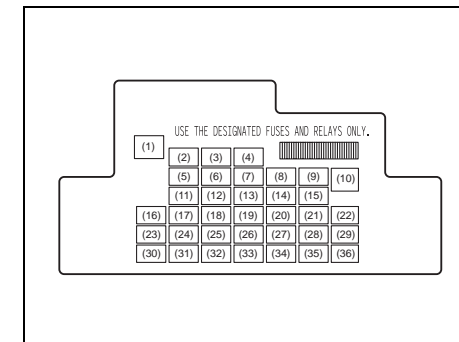 USE THE DESIGNATED FUSES AND RELAYS ONLY.
(1)
(2) (3) (4)
(5) (6) (7) (8) (9) (10)
(11) (12) (13) (14) (15)
(16) (17) (18) (19) (20) (21) (22)
(23) (24) (25) (26) (27) (28) (29)
(30) (31) (32) (33) (34) (35) (36)